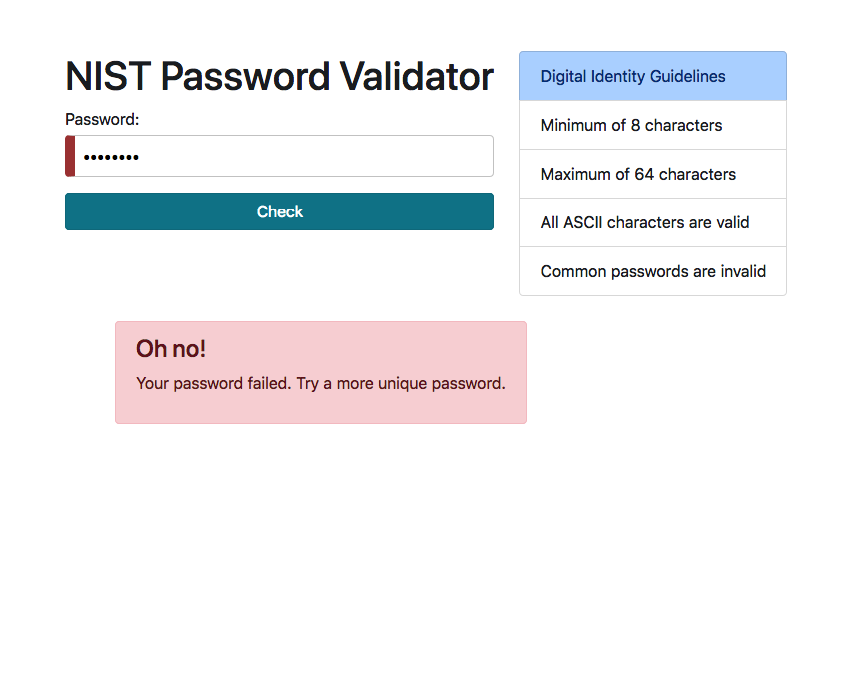 NIST Password Validator
Password:
••••••••
Check
Digital Identity Guidelines
Minimum of 8 characters
Maximum of 64 characters
All ASCII characters are valid
Common passwords are invalid
Oh no!
Your password failed. Try a more unique password.